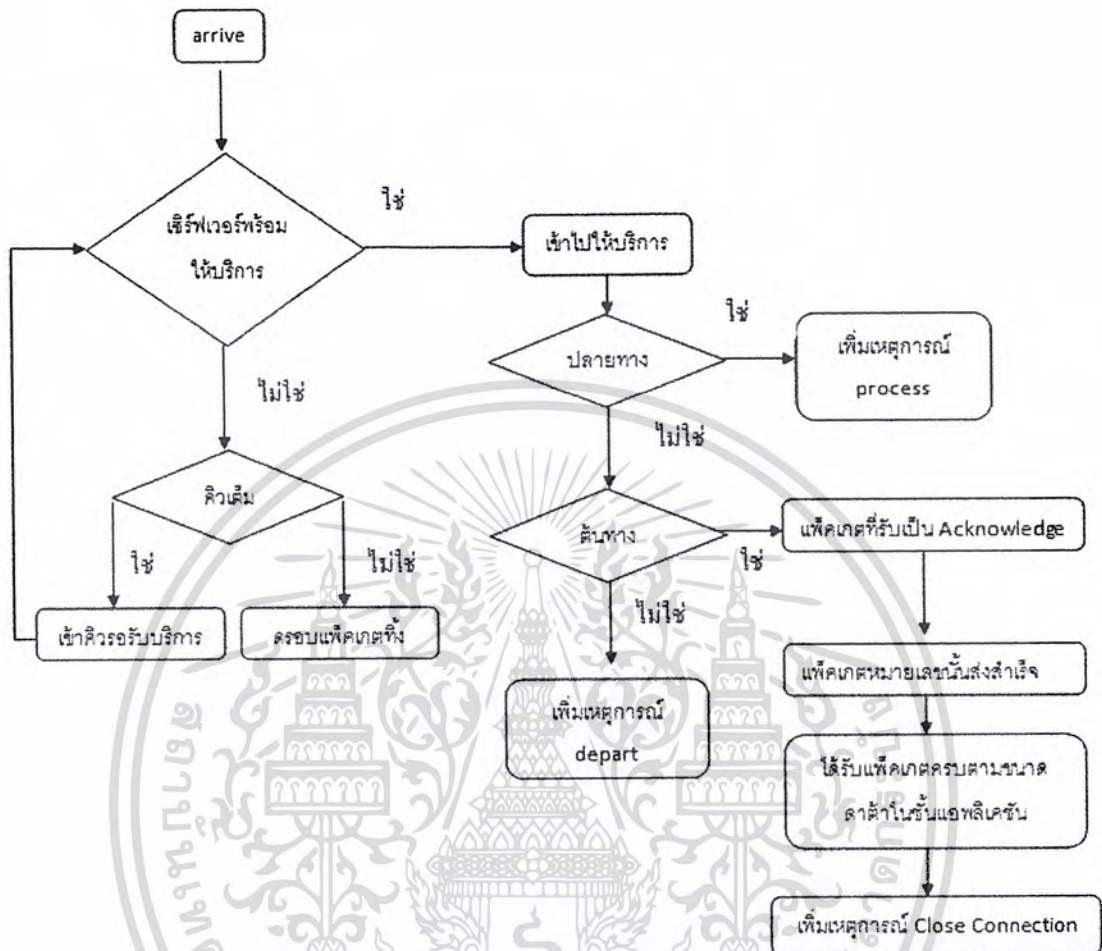 arrive
เซิร์ฟเวอร์พร้อม
ให้บริการ
ใช่
เข้าไปให้บริการ
ไม่ใช่
ปลายทาง
ใช่
เพิ่มเหตุการณ์
process
ไม่ใช่
คิวเต็ม
ใช่
ไม่ใช่
เข้าคิวรอรับบริการ
ดรอบแพ็คเกตทิ้ง
ต้นทาง
ใช่
แพ็คเกตที่รับเป็น Acknowledge
ไม่ใช่
เพิ่มเหตุการณ์
depart
แพ็คเกตหมายเลขนั้นส่งสำเร็จ
ได้รับแพ็คเกตครบตามขนาด
ดาต้าในชั้นแอพลิเคชัน
เพิ่มเหตุการณ์ Close Connection